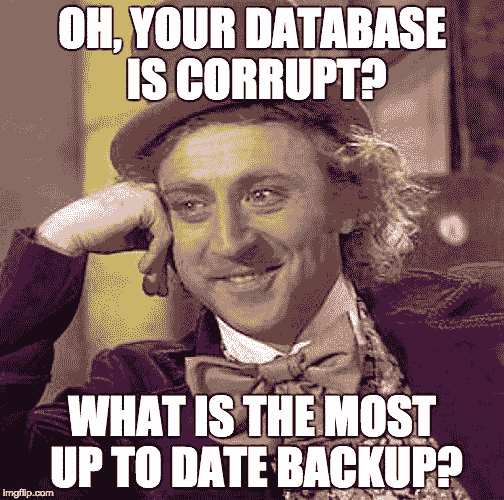 OH, YOUR DATABASE
IS CORRUPT?
WHAT IS THE MOST
UP TO DATE BACKUP?
imgflip.com